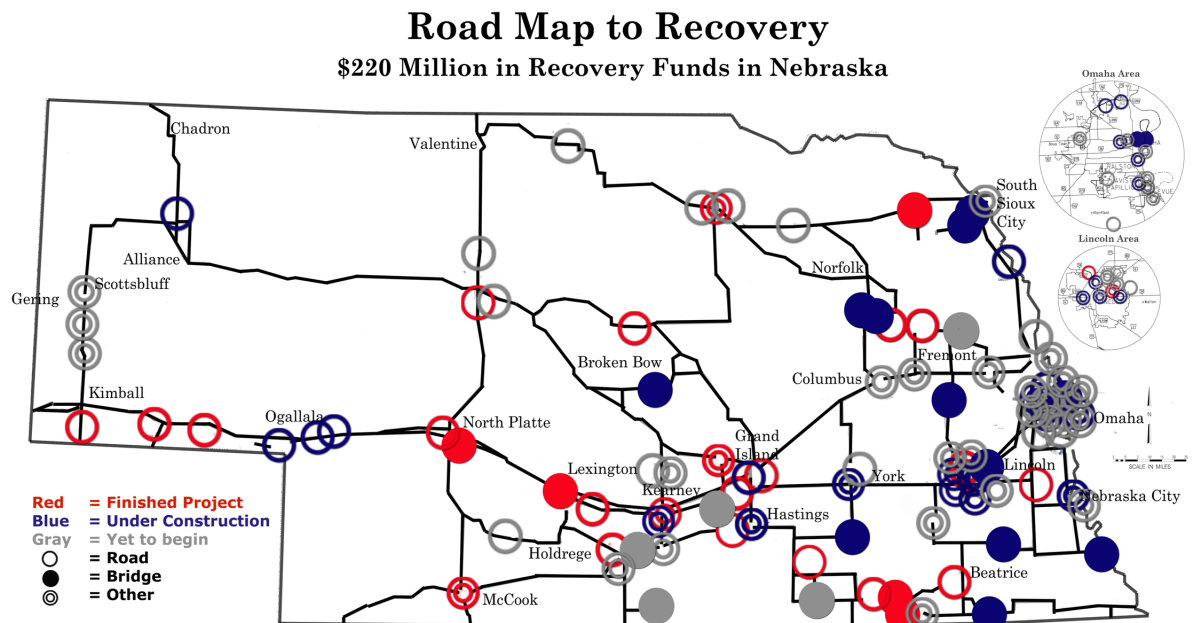 Road Map to Recovery
$220 Million in Recovery Funds in Nebraska
Omaha Area
Chadron
Valentine
South
Sioux
City
Lincoln Area
Alliance
Norfolk
Scottsbluff
Gering
Broken Bow
Fremont
Columbus
Kimball
Ogallala
North Platte
Omaha
Grand
Island
Lexington
Lincoln
York
Kearney
Nebraska City
Hastings
Holdrege
Beatrice
McCook
N
SCALE IN MILES
Red = Finished Project
Blue = Under Construction
Gray = Yet to begin
= Road
= Bridge
= Other